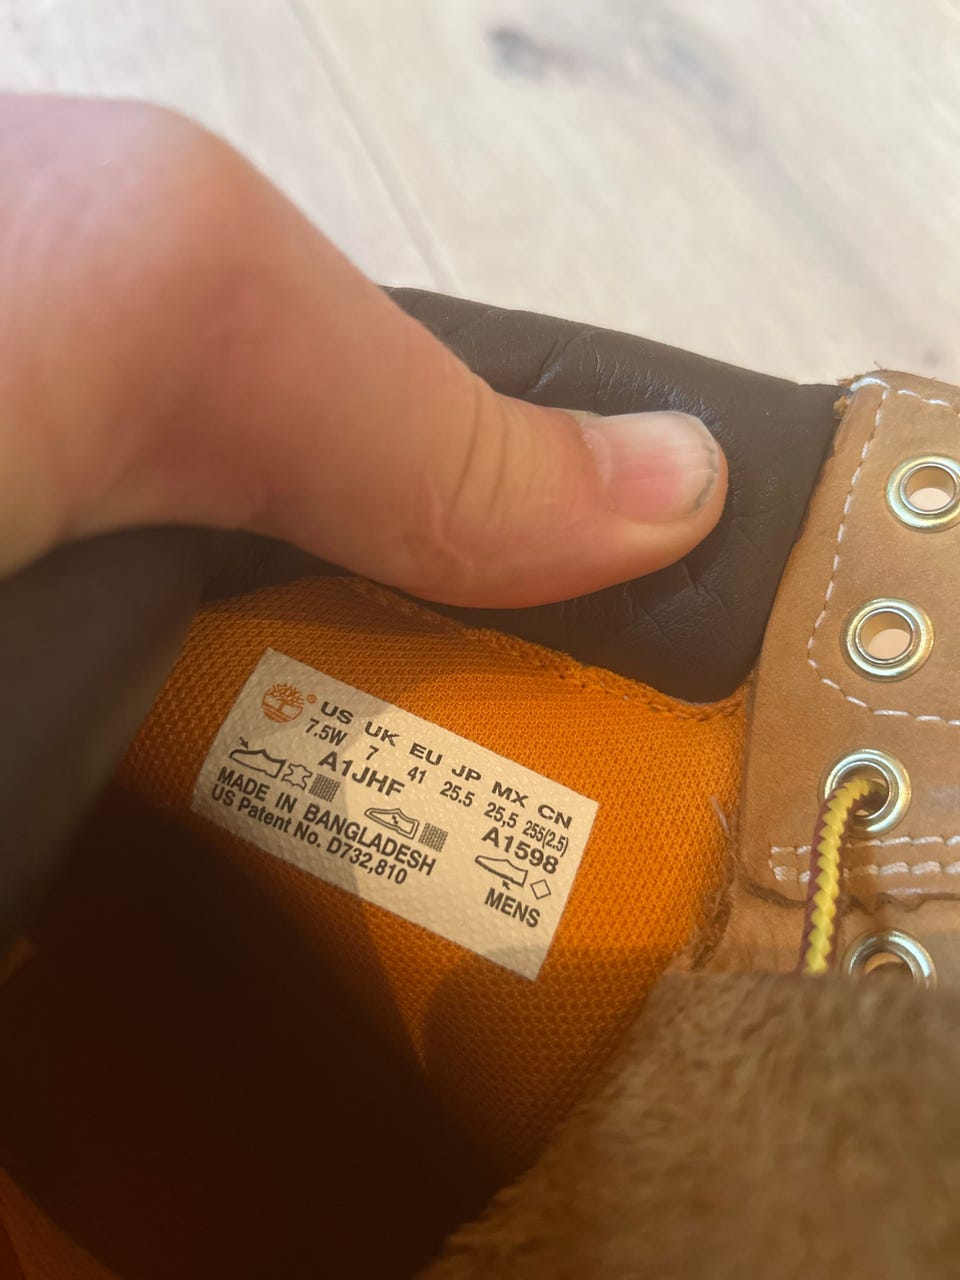 ® US UK EU JP MX CN
7.5W 7 41 25.5 25,5 255(2.5)
A1JHF A1598
MADE IN BANGLADESH
US Patent No. D732,810
MENS